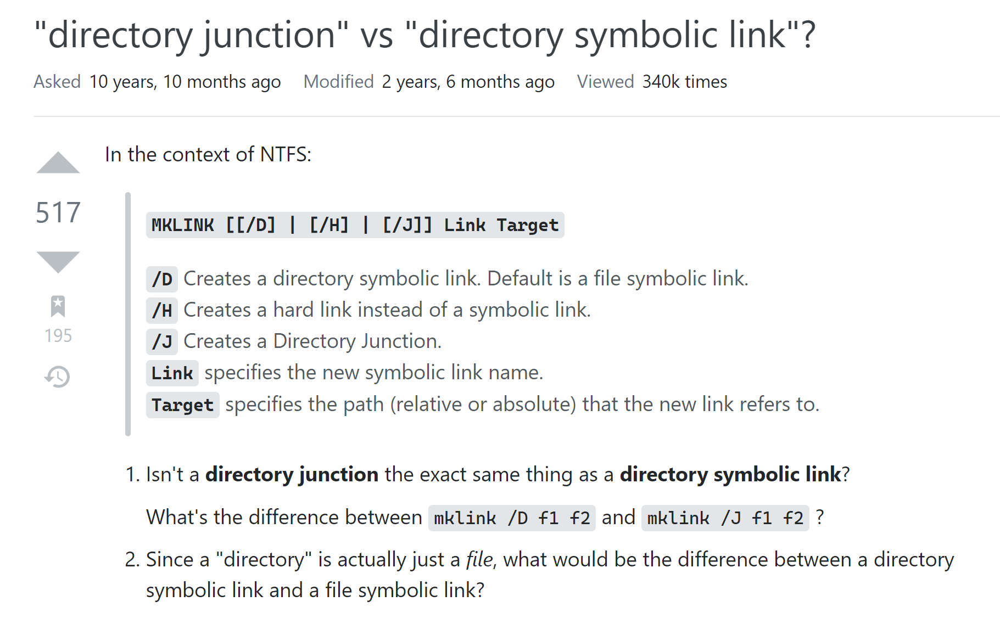 "directory junction" vs "directory symbolic link"?
Asked 10 years, 10 months ago Modified 2 years, 6 months ago Viewed 340k times
In the context of NTFS:
517
MKLINK [[/D] | [/H] | [/J]] Link Target
/D Creates a directory symbolic link. Default is a file symbolic link.
/H Creates a hard link instead of a symbolic link.
195
/J Creates a Directory Junction.
Link specifies the new symbolic link name.
Target specifies the path (relative or absolute) that the new link refers to.
1. Isn't a directory junction the exact same thing as a directory symbolic link?
What's the difference between mklink /D f1 f2 and mklink /J f1 f2 ?
2. Since a "directory" is actually just a file, what would be the difference between a directory
symbolic link and a file symbolic link?